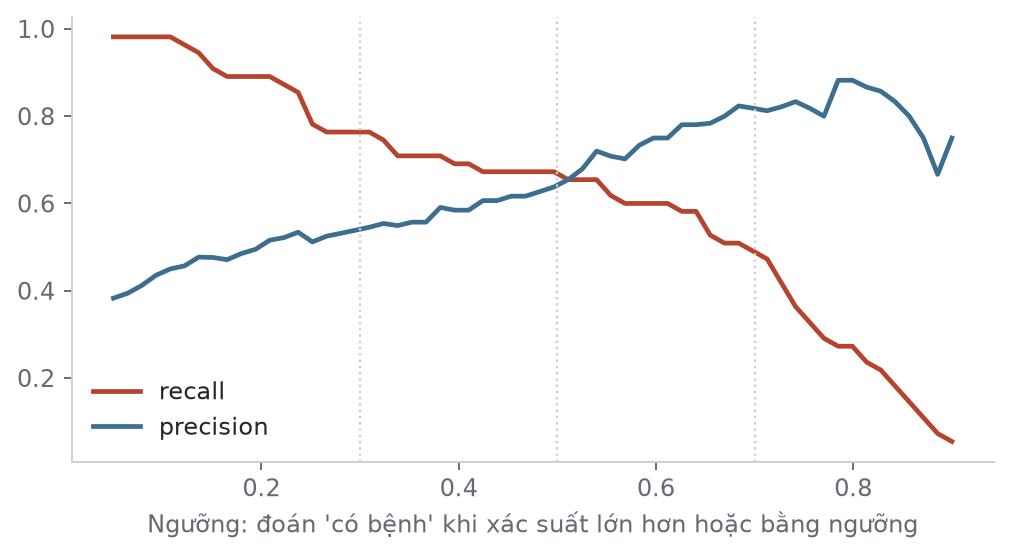 1.0
0.8
0.6
0.4
0.2
recall
precision
0.2 0.4 0.6 0.8
Ngưỡng: đoán 'có bệnh' khi xác suất lớn hơn hoặc bằng ngưỡng